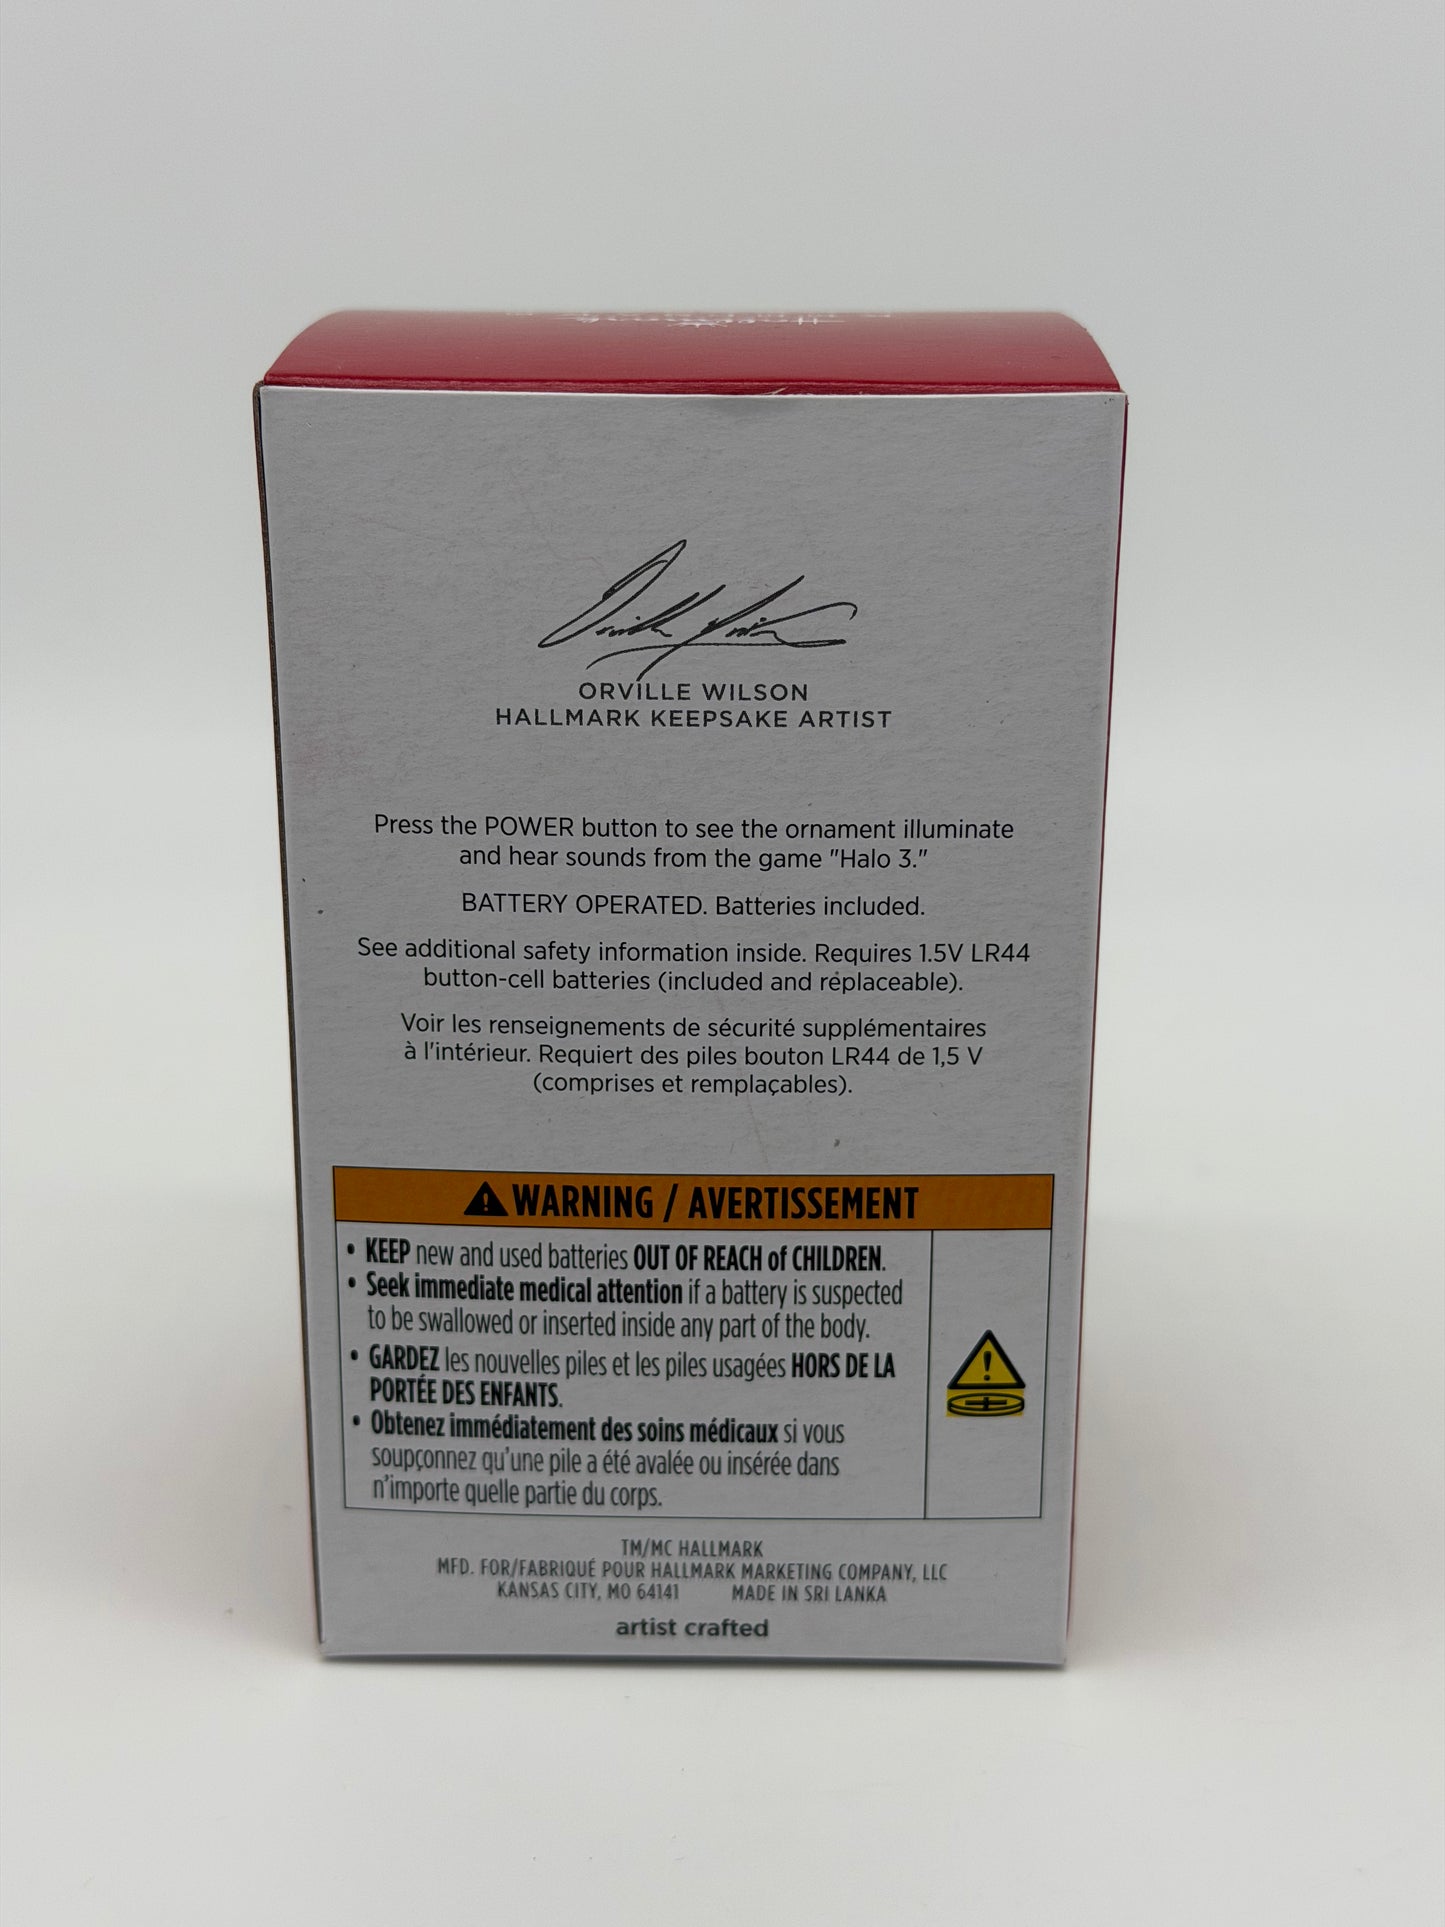 Orville Wilson
ORVILLE WILSON
HALLMARK KEEPSAKE ARTIST
Press the POWER button to see the ornament illuminate
and hear sounds from the game "Halo 3."
BATTERY OPERATED. Batteries included.
See additional safety information inside. Requires 1.5V LR44
button-cell batteries (included and replaceable).
Voir les renseignements de sécurité supplémentaires
à l'intérieur. Requiert des piles bouton LR44 de 1,5 V
(comprises et remplaçables).
WARNING / AVERTISSEMENT
• KEEP new and used batteries OUT OF REACH of CHILDREN.
• Seek immediate medical attention if a battery is suspected
to be swallowed or inserted inside any part of the body.
• GARDEZ les nouvelles piles et les piles usagées HORS DE LA
PORTÉE DES ENFANTS.
• Obtenez immédiatement des soins médicaux si vous
soupçonnez qu'une pile a été avalée ou insérée dans
n'importe quelle partie du corps.
TM/MC HALLMARK
MFD. FOR/FABRIQUÉ POUR HALLMARK MARKETING COMPANY, LLC
KANSAS CITY, MO 64141 MADE IN SRI LANKA
artist crafted